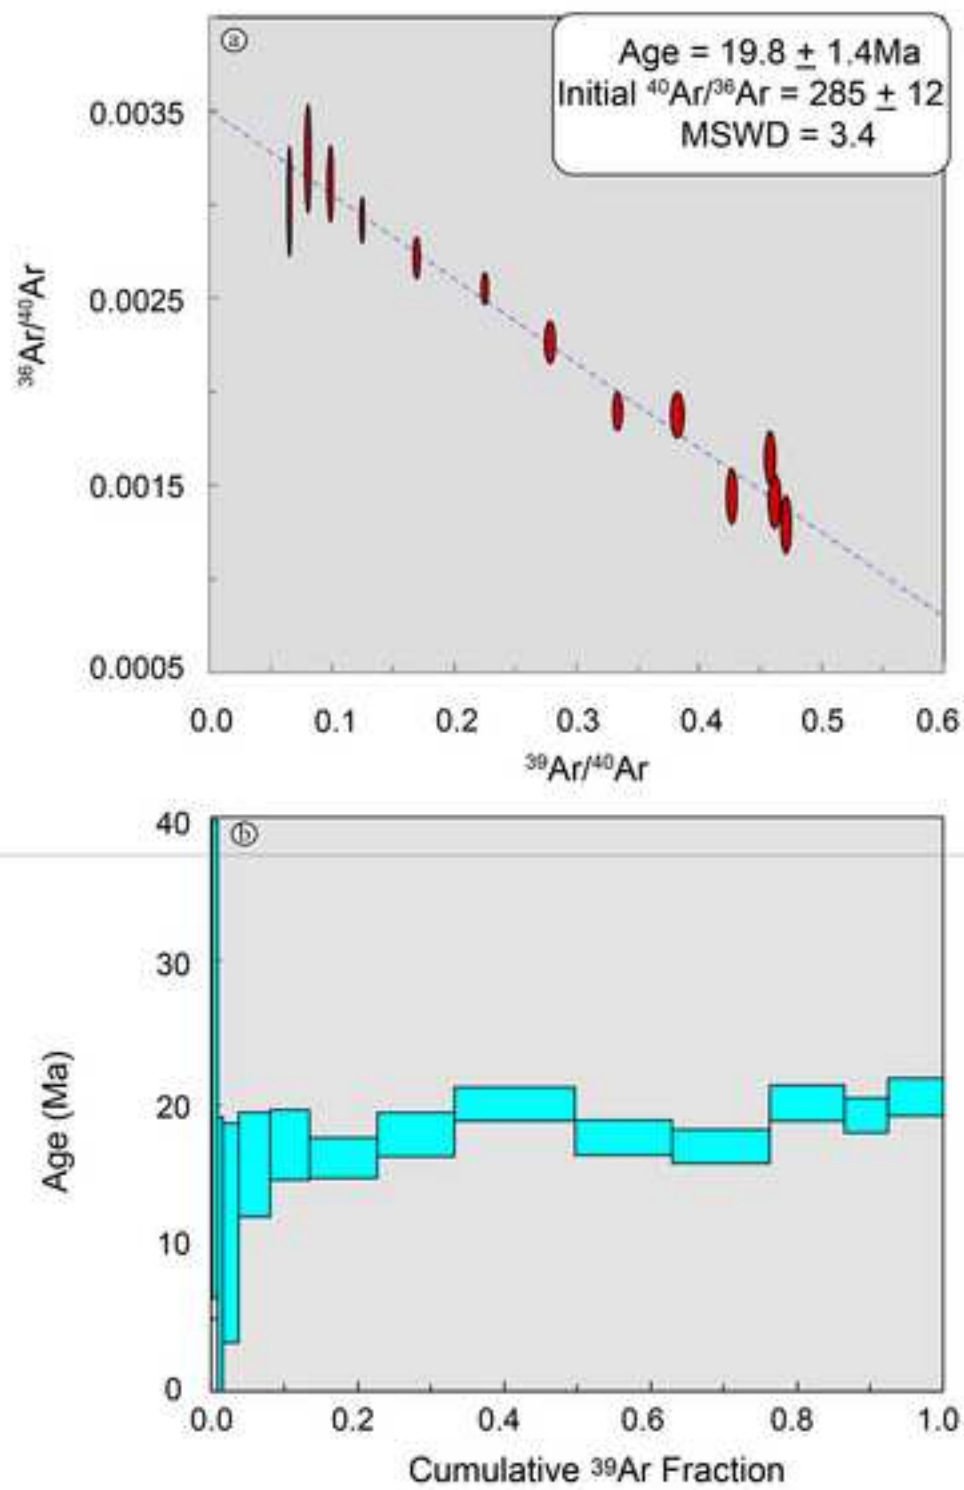 ⓐ
Age = 19.8 ± 1.4Ma
Initial ⁴⁰Ar/³⁶Ar = 285 ± 12
MSWD = 3.4
0.0035
0.0025
0.0015
0.0005
³⁶Ar/⁴⁰Ar
0.0 0.1 0.2 0.3 0.4 0.5 0.6
³⁹Ar/⁴⁰Ar
ⓑ
40
30
20
10
0
Age (Ma)
0.0 0.2 0.4 0.6 0.8 1.0
Cumulative ³⁹Ar Fraction